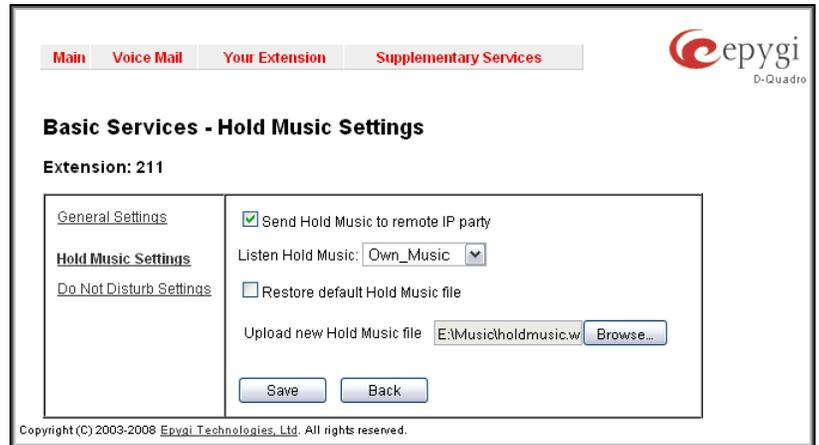 Main Voice Mail Your Extension Supplementary Services
epygi
D-Quadro
Basic Services - Hold Music Settings
Extension: 211
General Settings
Hold Music Settings
Do Not Disturb Settings
Send Hold Music to remote IP party
Listen Hold Music: Own_Music
Restore default Hold Music file
Upload new Hold Music file E:\Music\holdmusic.w Browse...
Save Back
Copyright (C) 2003-2008 Epygi Technologies, Ltd. All rights reserved.